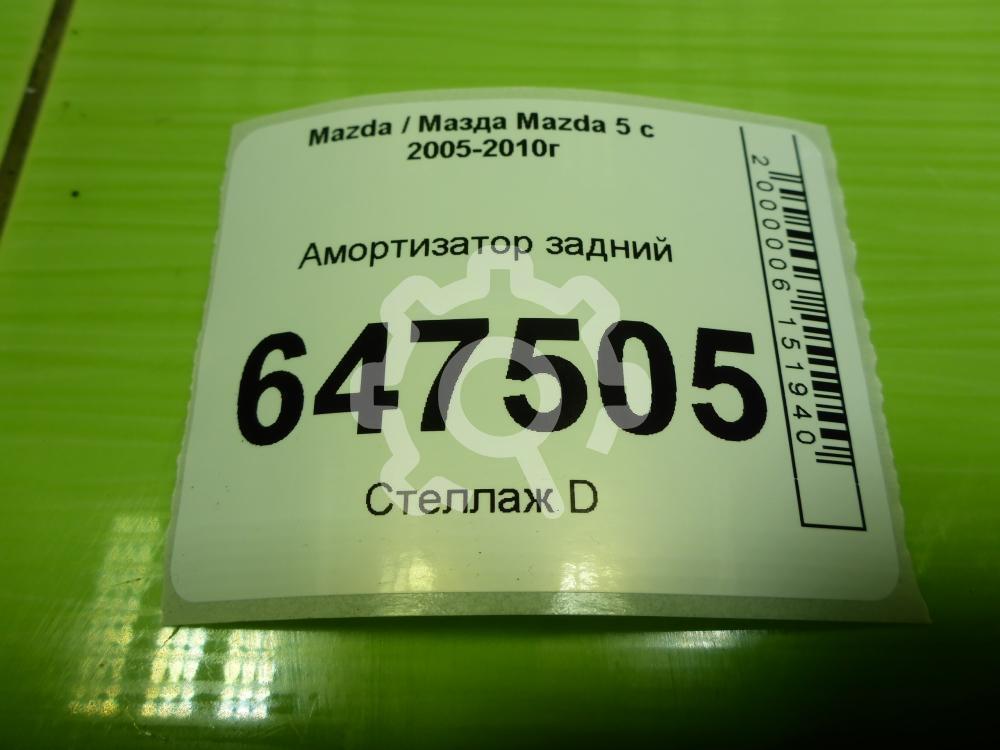 Mazda / Мазда Mazda 5 с
2005-2010г
Амортизатор задний
647505
Стеллаж D
2000006151940